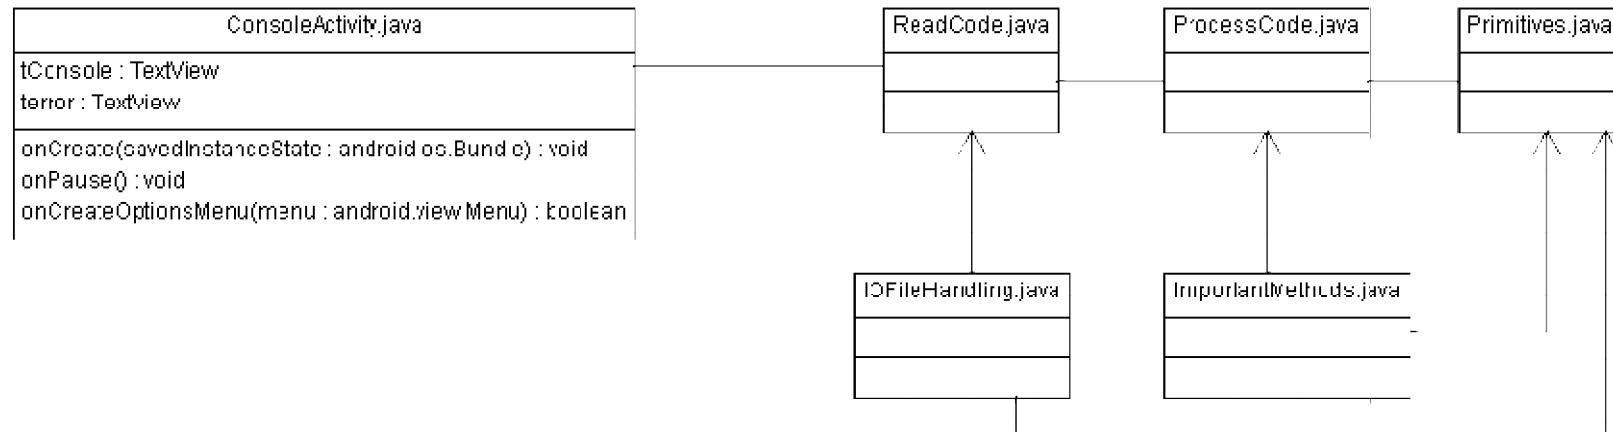 ConsoleActivity.java
tConsole : TextView
terror : TextView
onCreate(savedInstanceState : android.os.Bundle) : void
onPause() : void
onCreateOptionsMenu(menu : android.view.Menu) : boolean
ReadCode.java
ProcessCode.java
Primitives.java
IOFileHandling.java
ImportantMethods.java